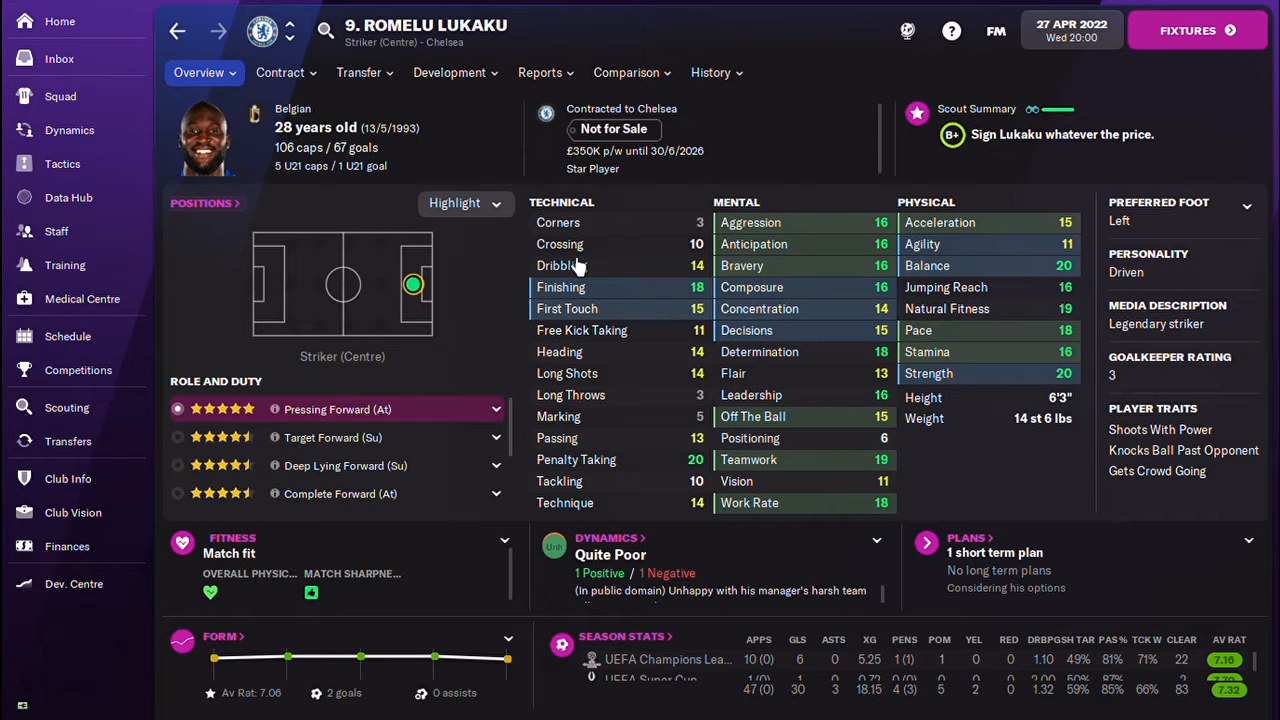 Home
Inbox
Squad
Dynamics
Tactics
Data Hub
Staff
Training
Medical Centre
Schedule
Competitions
Scouting
Transfers
Club Info
Club Vision
Finances
Dev. Centre
9. ROMELU LUKAKU
Striker (Centre) - Chelsea
FM
27 APR 2022
Wed 20:00
FIXTURES
Overview Contract Transfer Development Reports Comparison History
Belgian
28 years old (13/5/1993)
106 caps / 67 goals
5 U21 caps / 1 U21 goal
Contracted to Chelsea
Not for Sale
£350K p/w until 30/6/2026
Star Player
Scout Summary
B+ Sign Lukaku whatever the price.
POSITIONS
Highlight
Striker (Centre)
ROLE AND DUTY
Pressing Forward (At)
Target Forward (Su)
Deep Lying Forward (Su)
Complete Forward (At)
TECHNICAL
Corners 3
Crossing 10
Dribbl 14
Finishing 18
First Touch 15
Free Kick Taking 11
Heading 14
Long Shots 14
Long Throws 3
Marking 5
Passing 13
Penalty Taking 20
Tackling 10
Technique 14
MENTAL
Aggression 16
Anticipation 16
Bravery 16
Composure 16
Concentration 14
Decisions 15
Determination 18
Flair 13
Leadership 16
Off The Ball 15
Positioning 6
Teamwork 19
Vision 11
Work Rate 18
PHYSICAL
Acceleration 15
Agility 11
Balance 20
Jumping Reach 16
Natural Fitness 19
Pace 18
Stamina 16
Strength 20
Height 6'3"
Weight 14 st 6 lbs
PREFERRED FOOT
Left
PERSONALITY
Driven
MEDIA DESCRIPTION
Legendary striker
GOALKEEPER RATING
3
PLAYER TRAITS
Shoots With Power
Knocks Ball Past Opponent
Gets Crowd Going
FITNESS
Match fit
OVERALL PHYSIC... MATCH SHARPNE...
Unh
DYNAMICS
Quite Poor
1 Positive / 1 Negative
(In public domain) Unhappy with his manager's harsh team
PLANS
1 short term plan
No long term plans
Considering his options
FORM
Av Rat: 7.06 2 goals 0 assists
SEASON STATS
APPS GLS ASTS XG PENS POM YEL RED DRBPG SH TAR PAS % TCK W CLEAR AV RAT
UEFA Champions Lea... 10 (0) 6 0 5.25 1 (1) 1 0 0 1.10 49% 81% 71% 22 7.16
UEFA Super Cup
47 (0) 30 3 18.15 4 (3) 5 2 0 1.32 59% 85% 66% 83 7.32